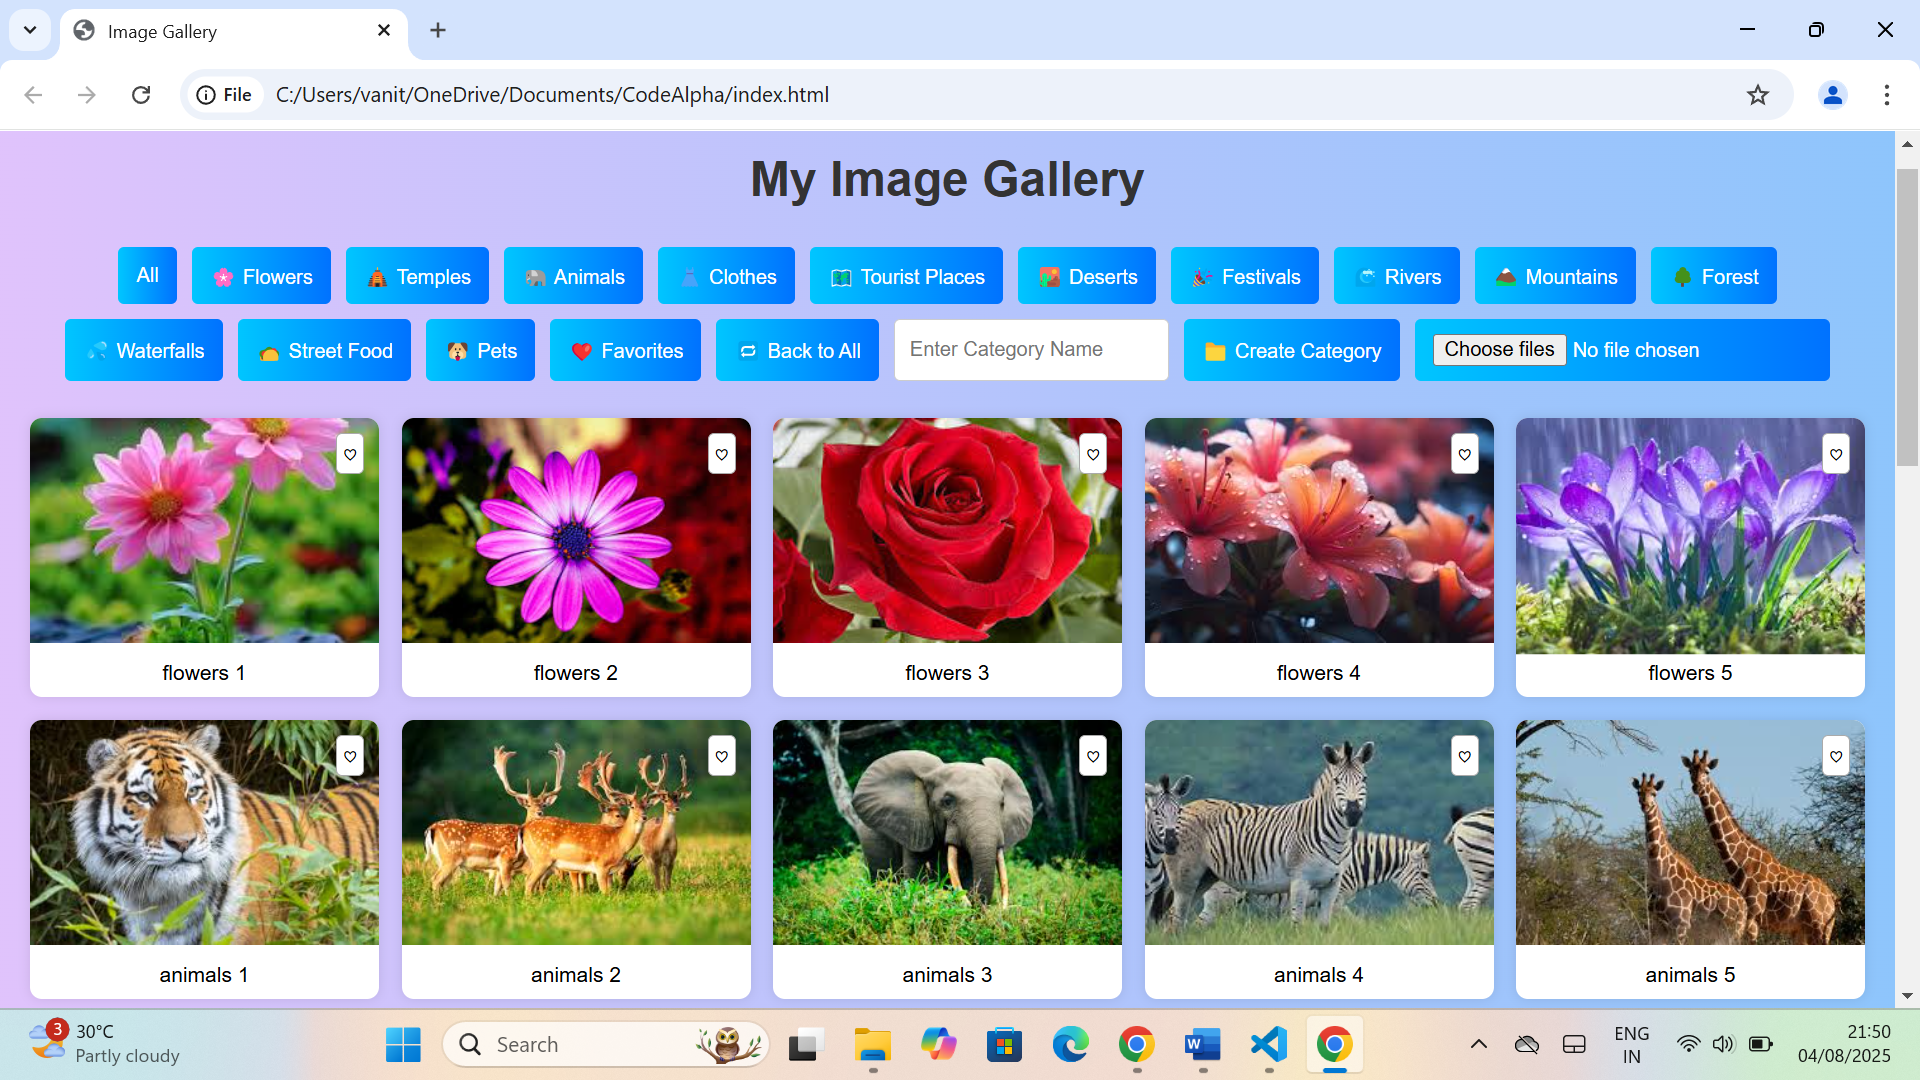 Image Gallery
File C:/Users/vanit/OneDrive/Documents/CodeAlpha/index.html
My Image Gallery
All Flowers Temples Animals Clothes Tourist Places Deserts Festivals Rivers Mountains Forest
Waterfalls Street Food Pets Favorites Back to All Enter Category Name Create Category Choose files No file chosen
flowers 1 flowers 2 flowers 3 flowers 4 flowers 5
animals 1 animals 2 animals 3 animals 4 animals 5
3 30°C
Partly cloudy
Search
W
ENG
IN
21:50
04/08/2025